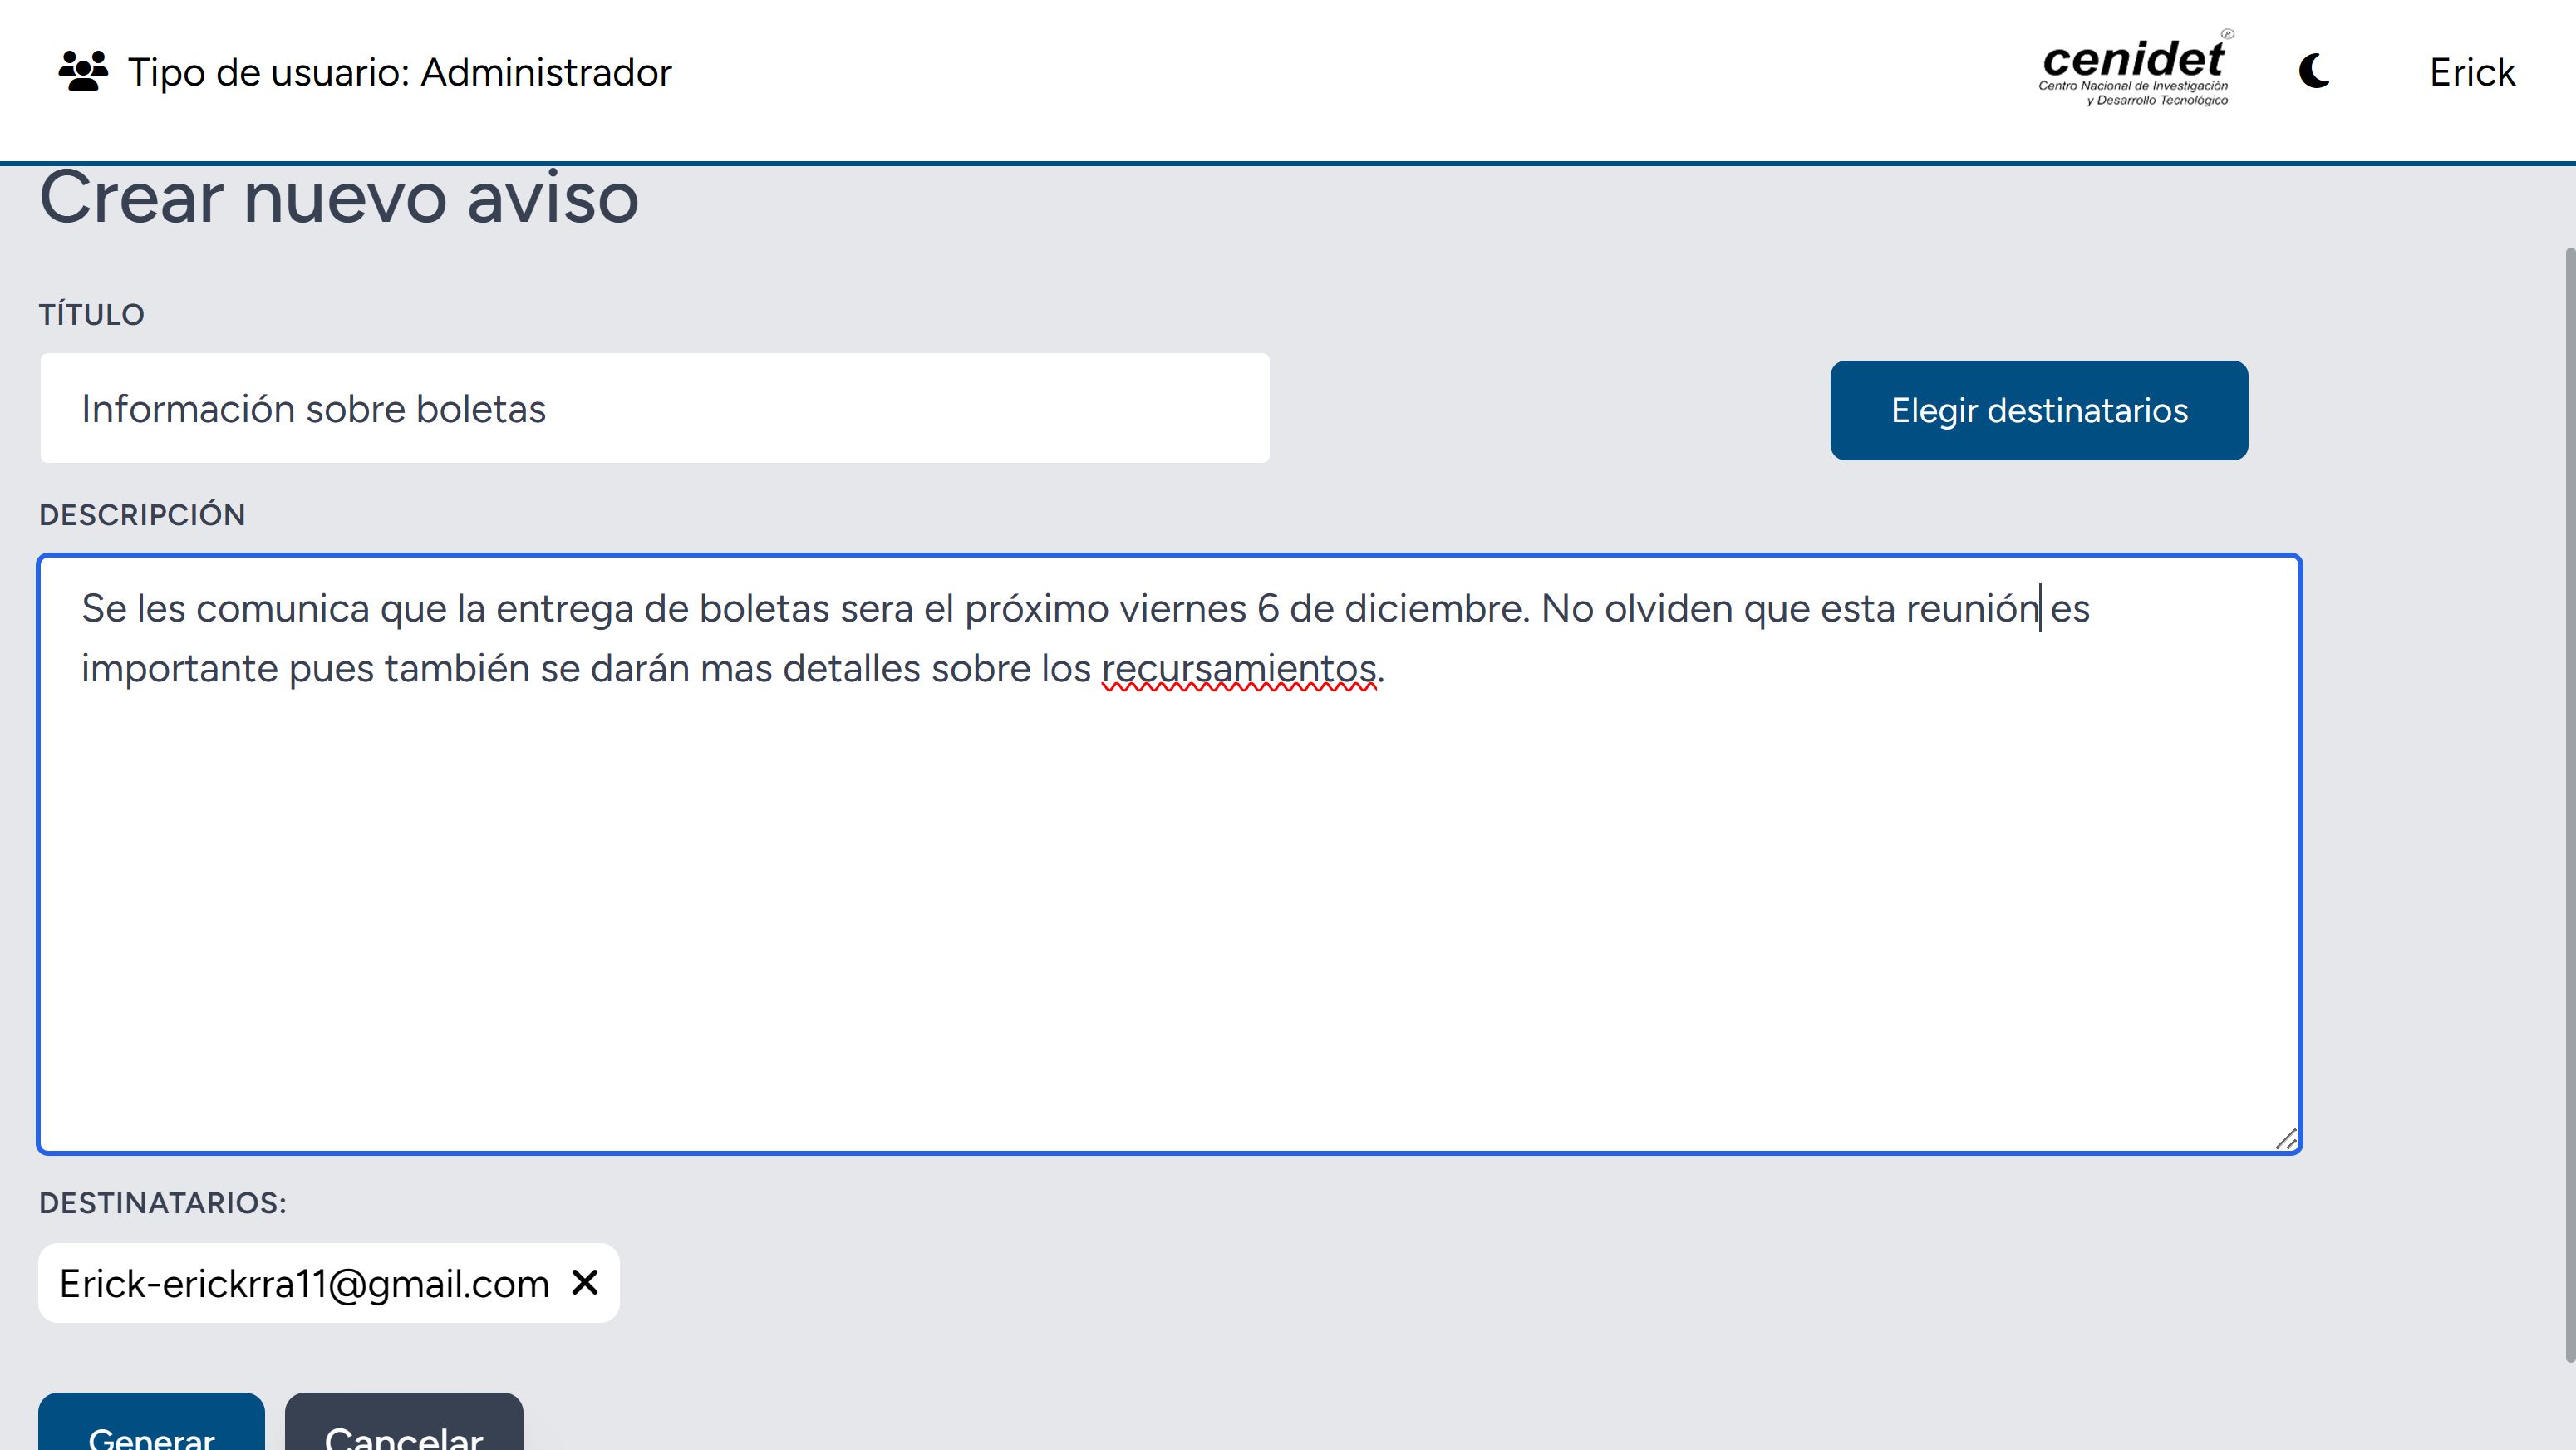 Tipo de usuario: Administrador
cenidet®
Centro Nacional de Investigación
y Desarrollo Tecnológico
Erick
Crear nuevo aviso
TÍTULO
Información sobre boletas
Elegir destinatarios
DESCRIPCIÓN
Se les comunica que la entrega de boletas sera el próximo viernes 6 de diciembre. No olviden que esta reunión es
importante pues también se darán mas detalles sobre los recursamientos.
DESTINATARIOS:
Erick-erickrra11@gmail.com
Generar
Cancelar